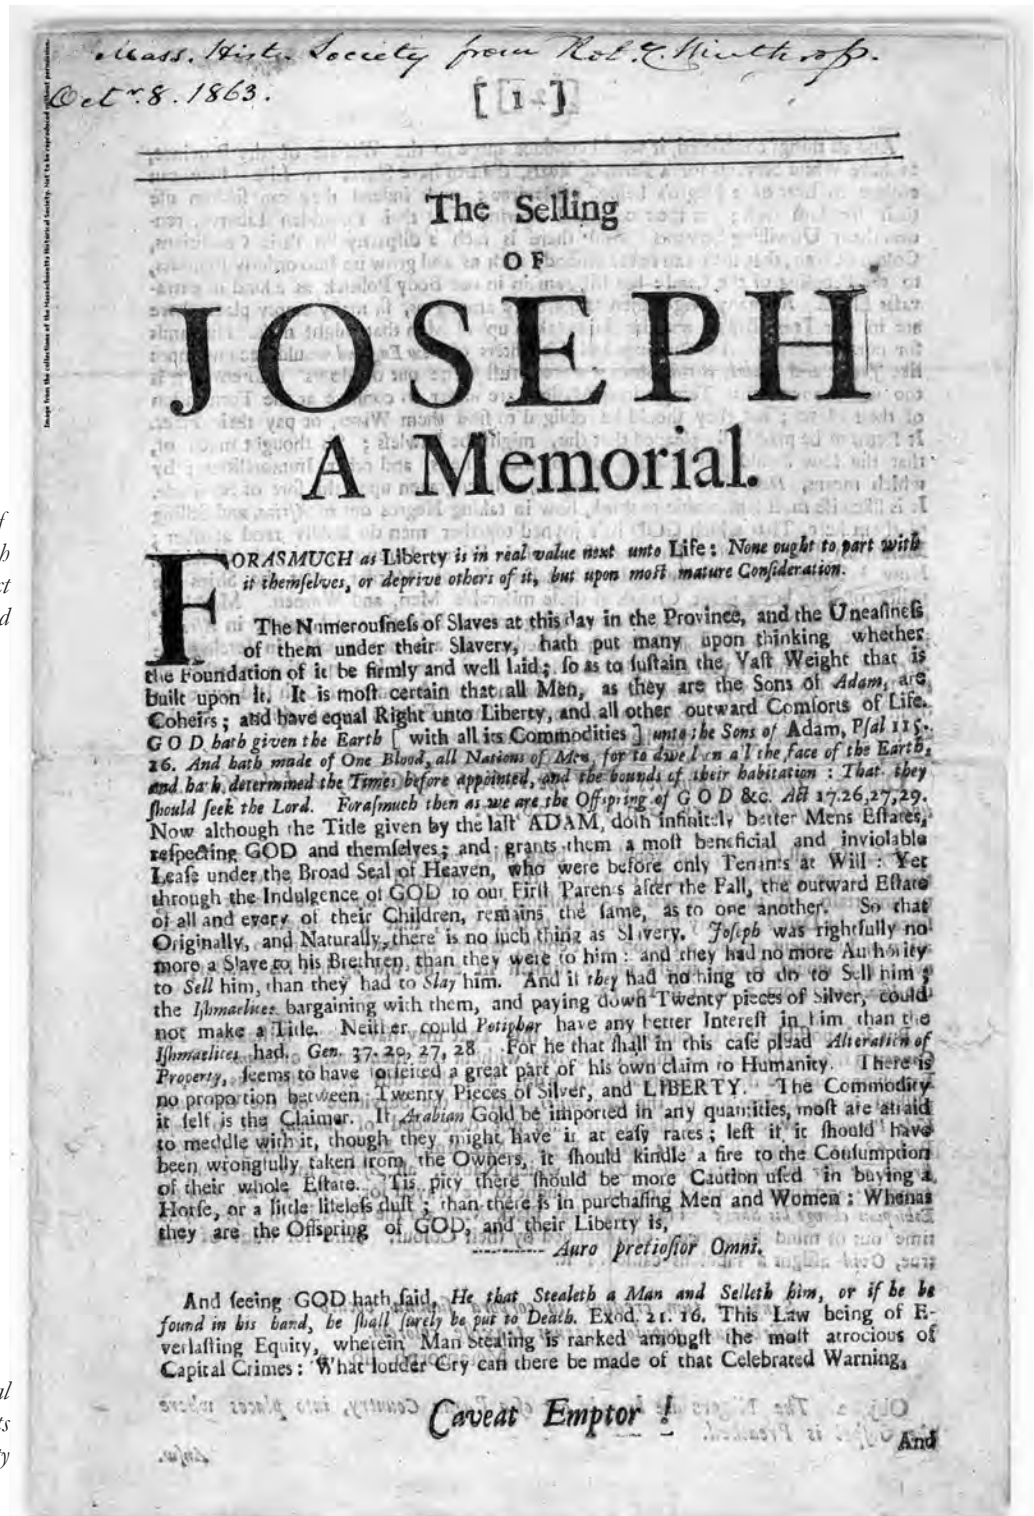 Mass. Hist. Society from Rob. C. Winthrop.
Octr. 8. 1863.
[ 1 ]
Image from the collections of the Massachusetts Historical Society. Not to be reproduced without permission.
The Selling
OF
JOSEPH
A Memorial.
FORASMUCH as Liberty is in real value next unto Life: None ought to part with
it themſelves, or deprive others of it, but upon moſt mature Conſideration.
The Numerouſneſs of Slaves at this day in the Province, and the Uneaſineſs
of them under their Slavery, hath put many upon thinking whether
the Foundation of it be firmly and well laid; ſo as to ſuſtain the Vaſt Weight that is
built upon it. It is moſt certain that all Men, as they are the Sons of Adam, are
Coheirs; and have equal Right unto Liberty, and all other outward Comforts of Life.
GOD hath given the Earth [ with all its Commodities ] unto the Sons of Adam, Pſal 115.
16. And hath made of One Blood, all Nations of Men, for to dwell on all the face of the Earth,
and hath determined the Times before appointed, and the bounds of their habitation : That they
ſhould ſeek the Lord. Foraſmuch then as we are the Offspring of GOD &c. Act 17.26,27,29.
Now although the Title given by the laſt ADAM, doth infinitely better Mens Eſtates,
reſpecting GOD and themſelves; and grants them a moſt beneficial and inviolable
Leaſe under the Broad Seal of Heaven, who were before only Tenants at Will : Yet
through the Indulgence of GOD to our Firſt Parents after the Fall, the outward Eſtate
of all and every of their Children, remains the ſame, as to one another. So that
Originally, and Naturally, there is no ſuch thing as Slavery. Joſeph was rightfully no
more a Slave to his Brethren, than they were to him : and they had no more Authority
to Sell him, than they had to Slay him. And if they had nothing to do to Sell him ;
the Iſhmaelites bargaining with them, and paying down Twenty pieces of Silver, could
not make a Title. Neither could Potiphar have any better Intereſt in him than the
Iſhmaelites had. Gen. 37. 20, 27, 28 For he that ſhall in this caſe plead Alteration of
Property, ſeems to have forfeited a great part of his own claim to Humanity. There is
no proportion between Twenty Pieces of Silver, and LIBERTY. The Commodity
it ſelf is the Claimer. If Arabian Gold be imported in any quantities, moſt are afraid
to meddle with it, though they might have it at eaſy rates ; leſt if it ſhould have
been wrongfully taken from the Owners, it ſhould kindle a fire to the Conſumption
of their whole Eſtate. 'Tis pity there ſhould be more Caution uſed in buying a
Horſe, or a little lifeleſs duſt ; than there is in purchaſing Men and Women : Whenas
they are the Offspring of GOD, and their Liberty is,
---------- Auro pretioſior Omni.
And ſeeing GOD hath ſaid, He that Stealeth a Man and Selleth him, or if he be
found in his hand, he ſhall ſurely be put to Death. Exod. 21. 16. This Law being of E-
verlaſting Equity, wherein Man Stealing is ranked amongſt the moſt atrocious of
Capital Crimes : What louder Cry can there be made of that Celebrated Warning,
Caveat Emptor !
And